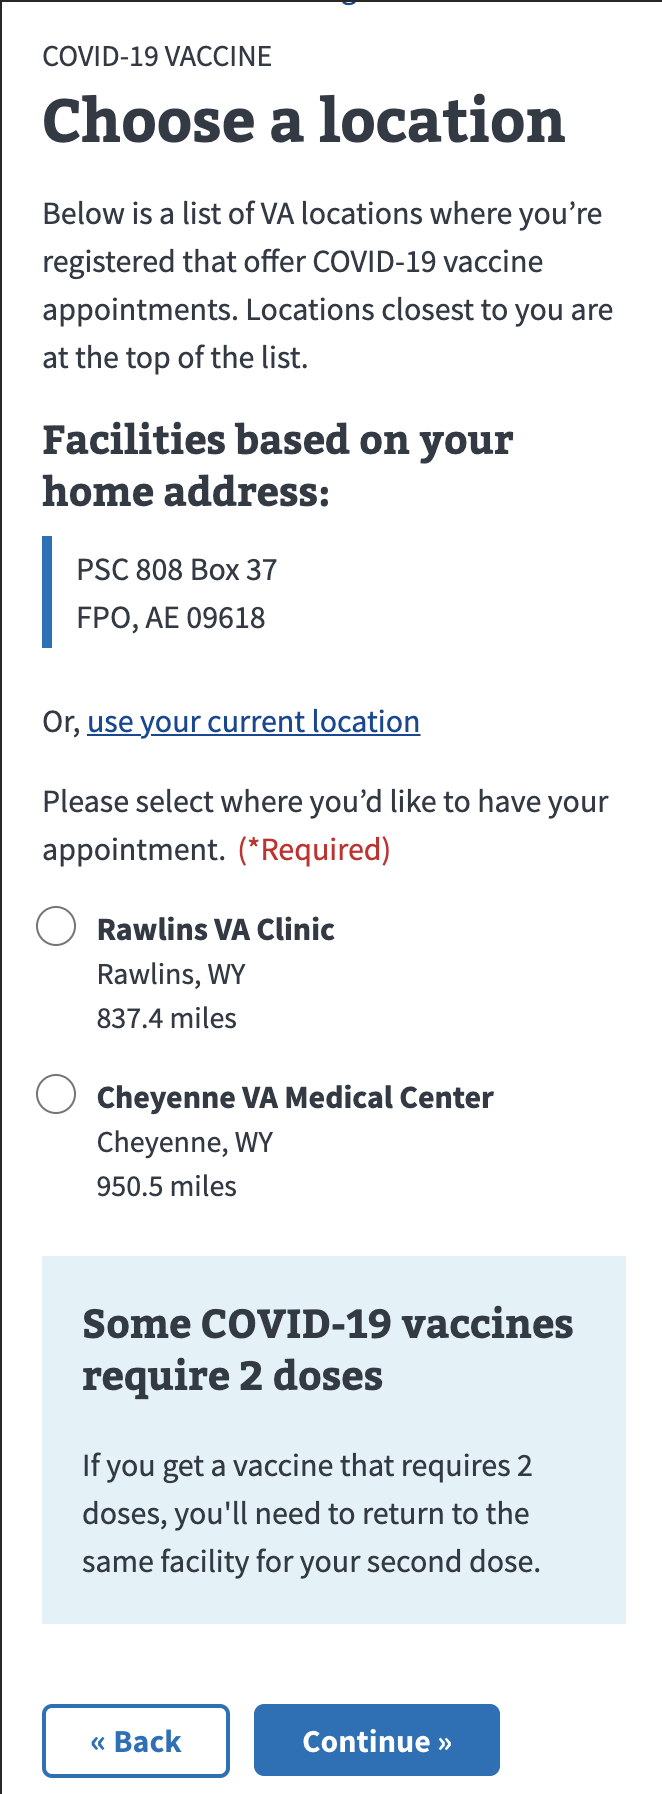 COVID-19 VACCINE
Choose a location
Below is a list of VA locations where you’re
registered that offer COVID-19 vaccine
appointments. Locations closest to you are
at the top of the list.
Facilities based on your
home address:
PSC 808 Box 37
FPO, AE 09618
Or, use your current location
Please select where you’d like to have your
appointment. (*Required)
Rawlins VA Clinic
Rawlins, WY
837.4 miles
Cheyenne VA Medical Center
Cheyenne, WY
950.5 miles
Some COVID-19 vaccines
require 2 doses
If you get a vaccine that requires 2
doses, you'll need to return to the
same facility for your second dose.
« Back
Continue »